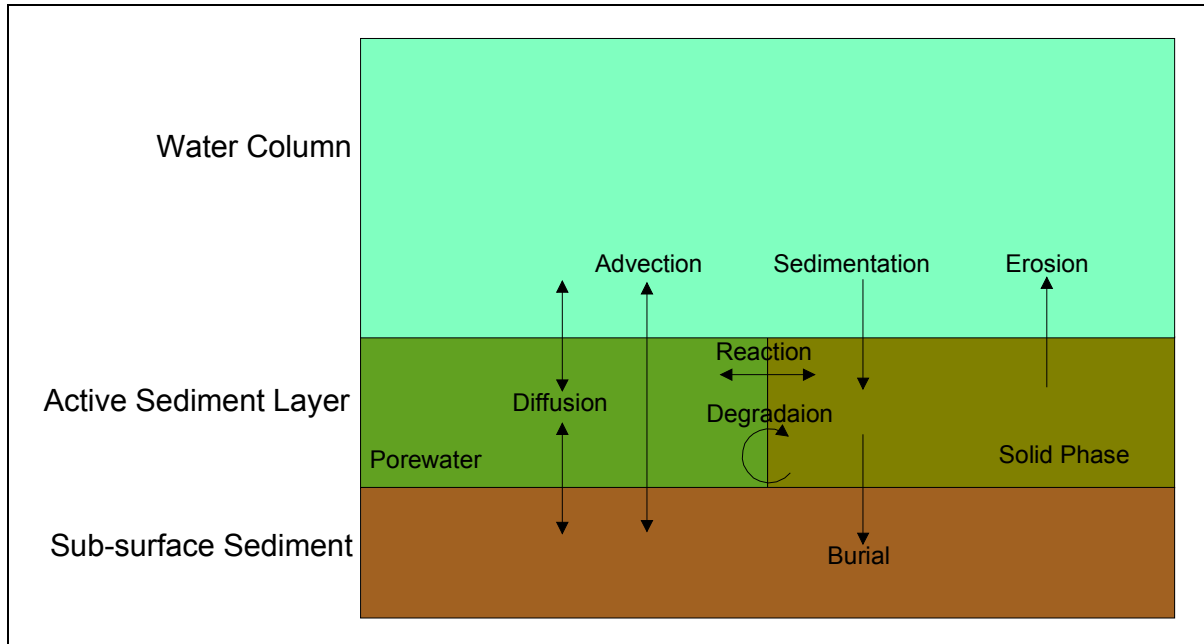 Water Column
Advection
Sedimentation
Erosion
Reaction
Active Sediment Layer
Diffusion
Degradaion
Porewater
Solid Phase
Sub-surface Sediment
Burial